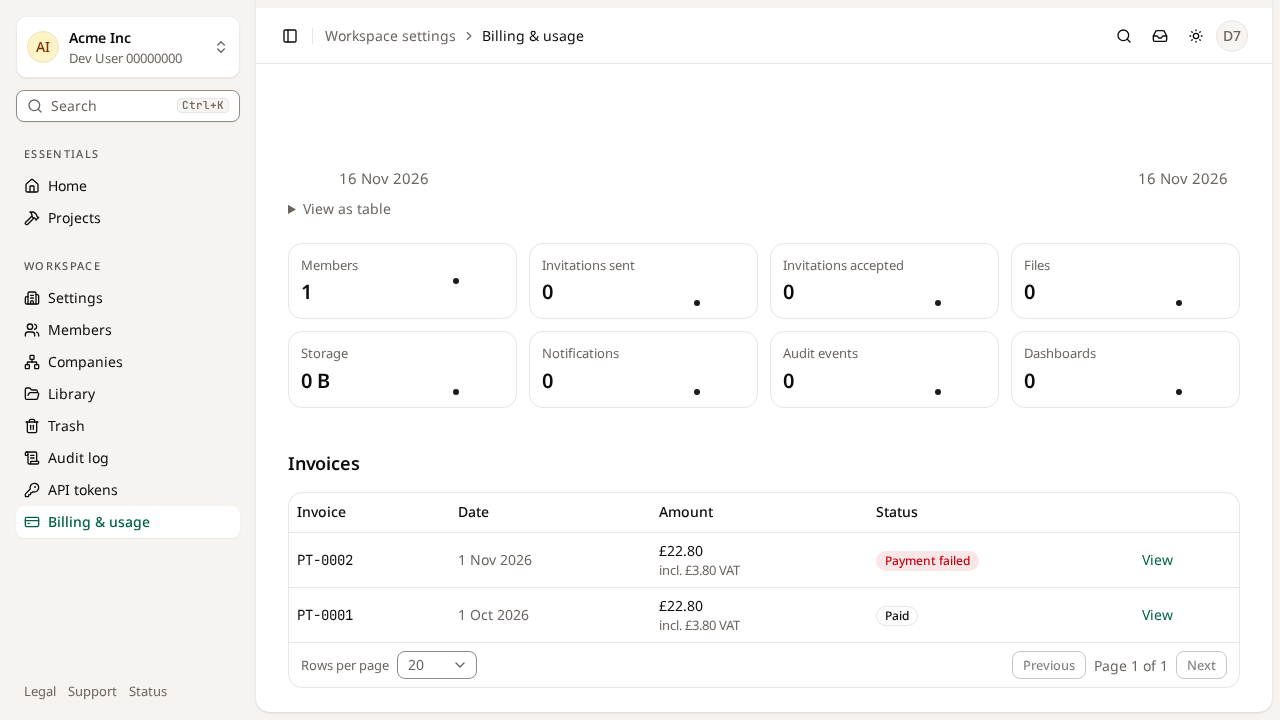 AI
Acme Inc
Dev User 00000000
Search
Ctrl+K
ESSENTIALS
Home
Projects
WORKSPACE
Settings
Members
Companies
Library
Trash
Audit log
API tokens
Billing & usage
Legal Support Status
Workspace settings > Billing & usage
D7
16 Nov 2026 16 Nov 2026
View as table
Members
1
Invitations sent
0
Invitations accepted
0
Files
0
Storage
0 B
Notifications
0
Audit events
0
Dashboards
0
Invoices
Invoice Date Amount Status
PT-0002 1 Nov 2026 £22.80 Payment failed View
incl. £3.80 VAT
PT-0001 1 Oct 2026 £22.80 Paid View
incl. £3.80 VAT
Rows per page 20 Previous Page 1 of 1 Next